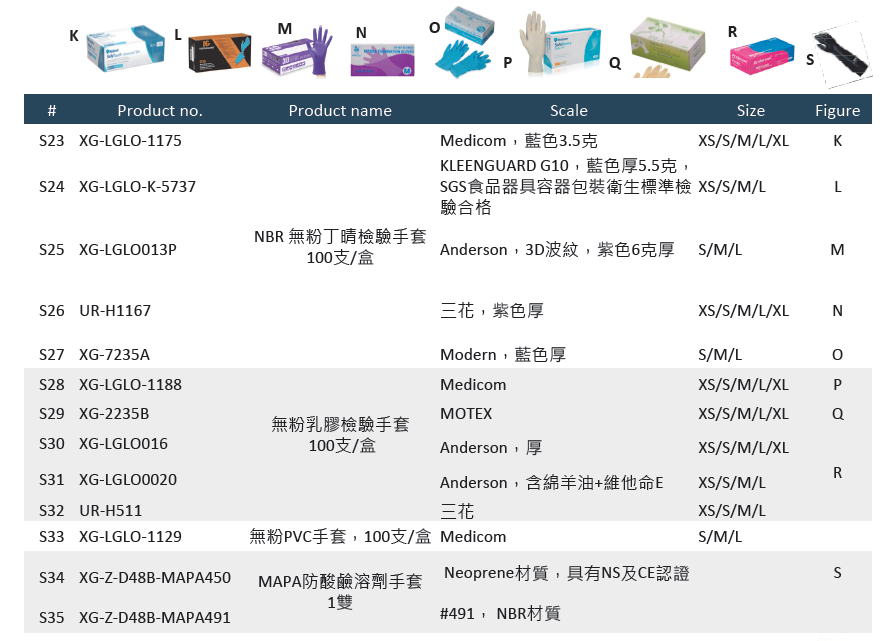 K L M N O P Q R S
# Product no. Product name Scale Size Figure
S23 XG-LGLO-1175 Medicom，藍色3.5克 XS/S/M/L/XL K
S24 XG-LGLO-K-5737 KLEENGUARD G10，藍色厚5.5克，
SGS食品器具容器包裝衛生標準檢
驗合格 XS/S/M/L L
NBR 無粉丁晴檢驗手套
100支/盒
S25 XG-LGLO013P Anderson，3D波紋，紫色6克厚 S/M/L M
S26 UR-H1167 三花，紫色厚 XS/S/M/L/XL N
S27 XG-7235A Modern，藍色厚 S/M/L O
S28 XG-LGLO-1188 Medicom XS/S/M/L/XL P
S29 XG-2235B MOTEX XS/S/M/L/XL Q
無粉乳膠檢驗手套
100支/盒
S30 XG-LGLO016 Anderson，厚 XS/S/M/L/XL
R
S31 XG-LGLO0020 Anderson，含綿羊油+維他命E XS/S/M/L
S32 UR-H511 三花 XS/S/M/L
S33 XG-LGLO-1129 無粉PVC手套，100支/盒 Medicom S/M/L
S34 XG-Z-D48B-MAPA450 Neoprene材質，具有NS及CE認證 S
MAPA防酸鹼溶劑手套
1雙
S35 XG-Z-D48B-MAPA491 #491， NBR材質